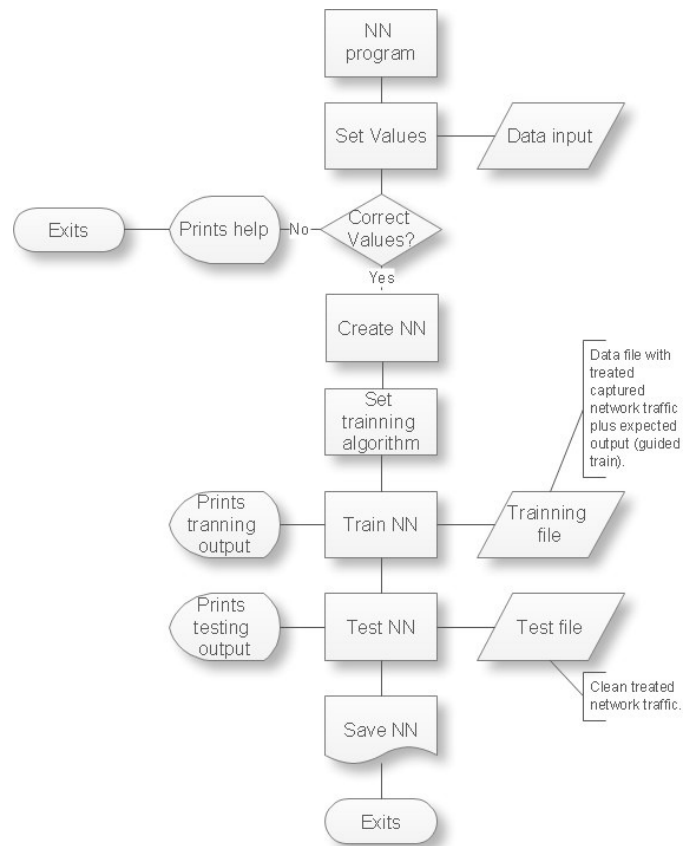 NN
program
Set Values
Data input
Correct
Values?
No
Prints help
Exits
Yes
Create NN
Set
trainning
algorithm
Data file with
treated
captured
network traffic
plus expected
output (guided
train).
Prints
tranning
output
Train NN
Trainning
file
Prints
testing
output
Test NN
Test file
Clean treated
network traffic.
Save NN
Exits